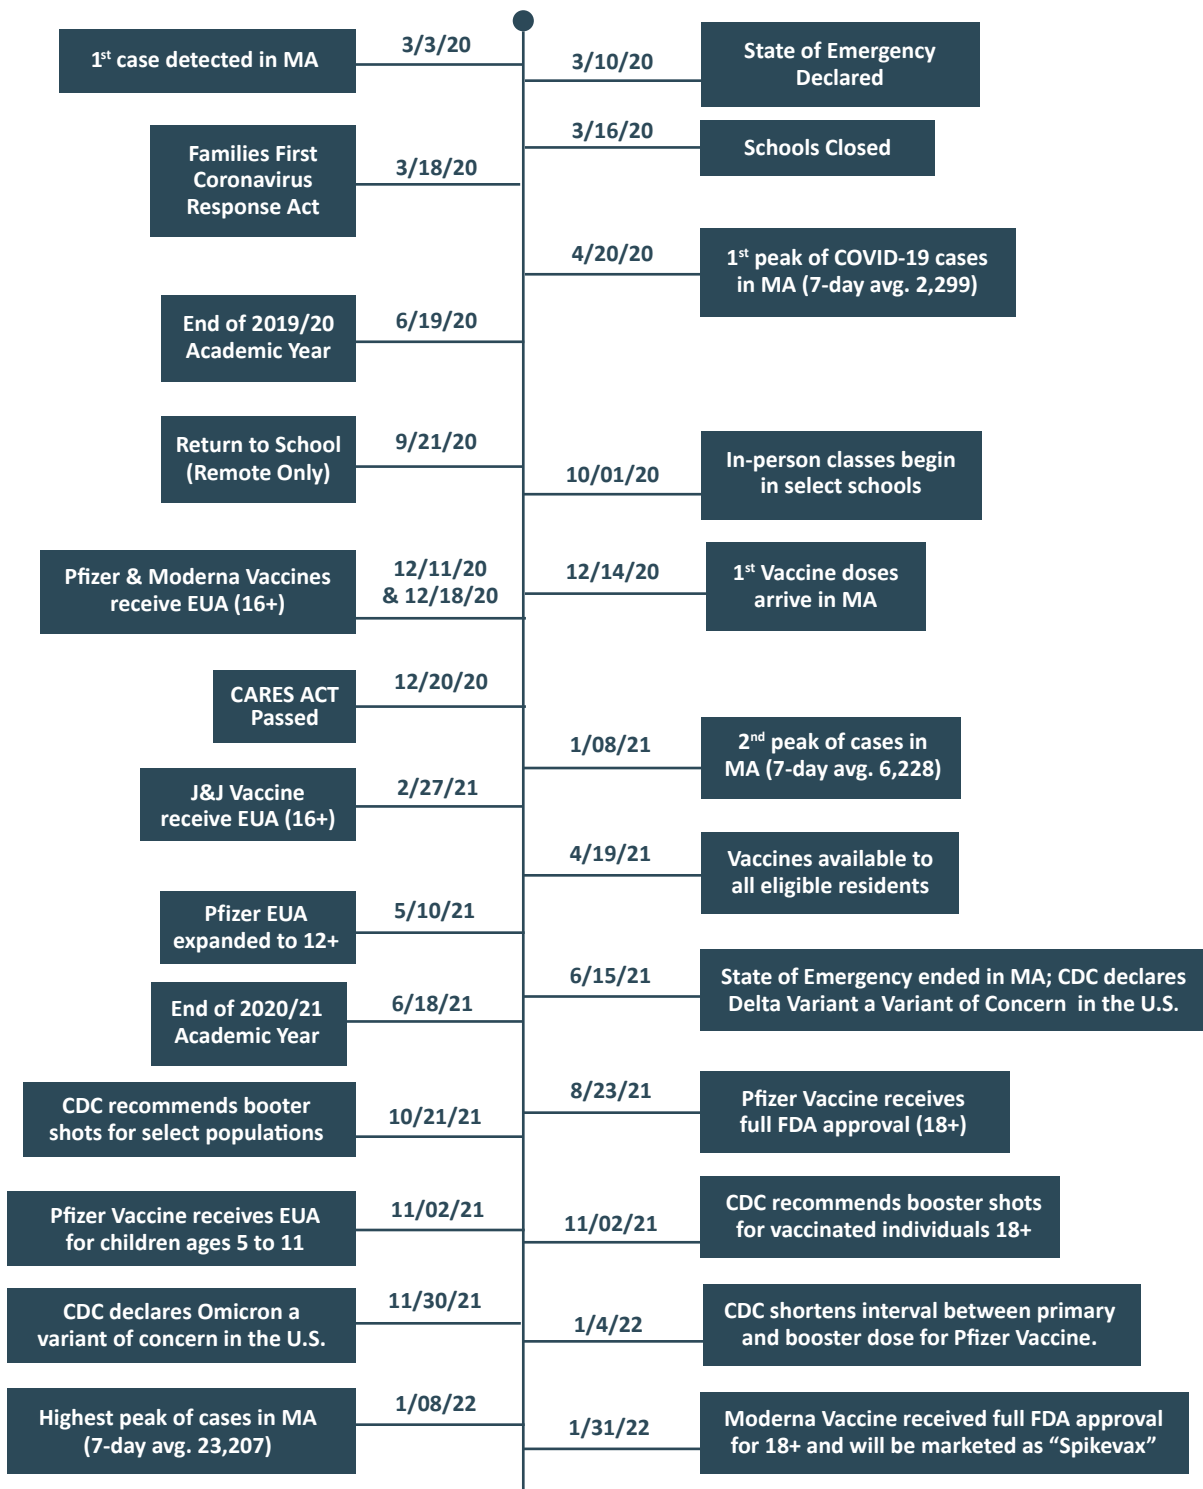 3/3/20
1st case detected in MA
3/10/20
State of Emergency
Declared
3/16/20
Schools Closed
3/18/20
Families First
Coronavirus
Response Act
4/20/20
1st peak of COVID-19 cases
in MA (7-day avg. 2,299)
6/19/20
End of 2019/20
Academic Year
9/21/20
Return to School
(Remote Only)
10/01/20
In-person classes begin
in select schools
12/11/20
& 12/18/20
Pfizer & Moderna Vaccines
receive EUA (16+)
12/14/20
1st Vaccine doses
arrive in MA
12/20/20
CARES ACT
Passed
1/08/21
2nd peak of cases in
MA (7-day avg. 6,228)
2/27/21
J&J Vaccine
receive EUA (16+)
4/19/21
Vaccines available to
all eligible residents
5/10/21
Pfizer EUA
expanded to 12+
6/15/21
State of Emergency ended in MA; CDC declares
Delta Variant a Variant of Concern in the U.S.
6/18/21
End of 2020/21
Academic Year
8/23/21
Pfizer Vaccine receives
full FDA approval (18+)
10/21/21
CDC recommends booter
shots for select populations
11/02/21
Pfizer Vaccine receives EUA
for children ages 5 to 11
11/02/21
CDC recommends booster shots
for vaccinated individuals 18+
11/30/21
CDC declares Omicron a
variant of concern in the U.S.
1/4/22
CDC shortens interval between primary
and booster dose for Pfizer Vaccine.
1/08/22
Highest peak of cases in MA
(7-day avg. 23,207)
1/31/22
Moderna Vaccine received full FDA approval
for 18+ and will be marketed as “Spikevax”